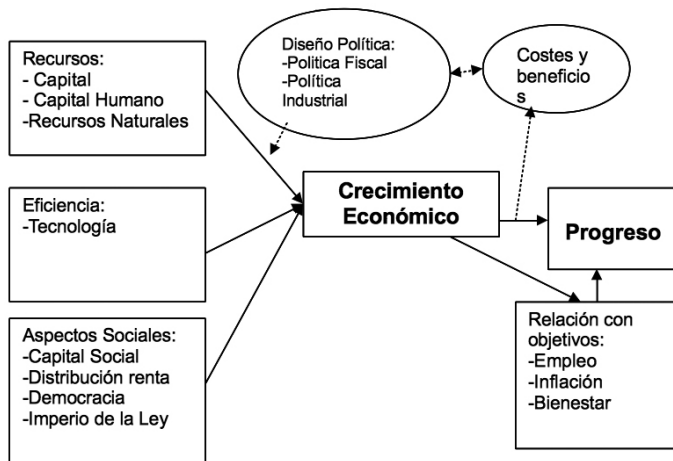 Recursos:
- Capital
- Capital Humano
-Recursos Naturales
Diseño Política:
-Politica Fiscal
-Política
Industrial
Costes y
beneficio
s
Eficiencia:
-Tecnología
Crecimiento
Económico
Progreso
Aspectos Sociales:
-Capital Social
-Distribución renta
-Democracia
-Imperio de la Ley
Relación con
objetivos:
-Empleo
-Inflación
-Bienestar